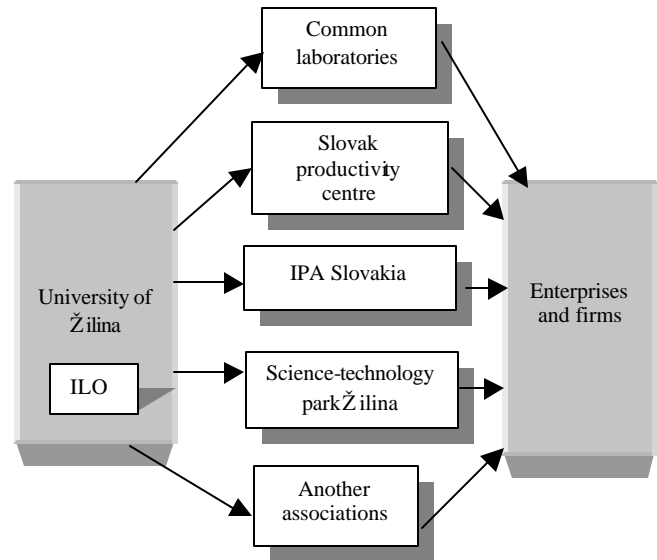 Common
laboratories
Slovak
productivity
centre
IPA Slovakia
University of
Žilina
Enterprises
and firms
ILO
Science-technology
park Žilina
Another
associations